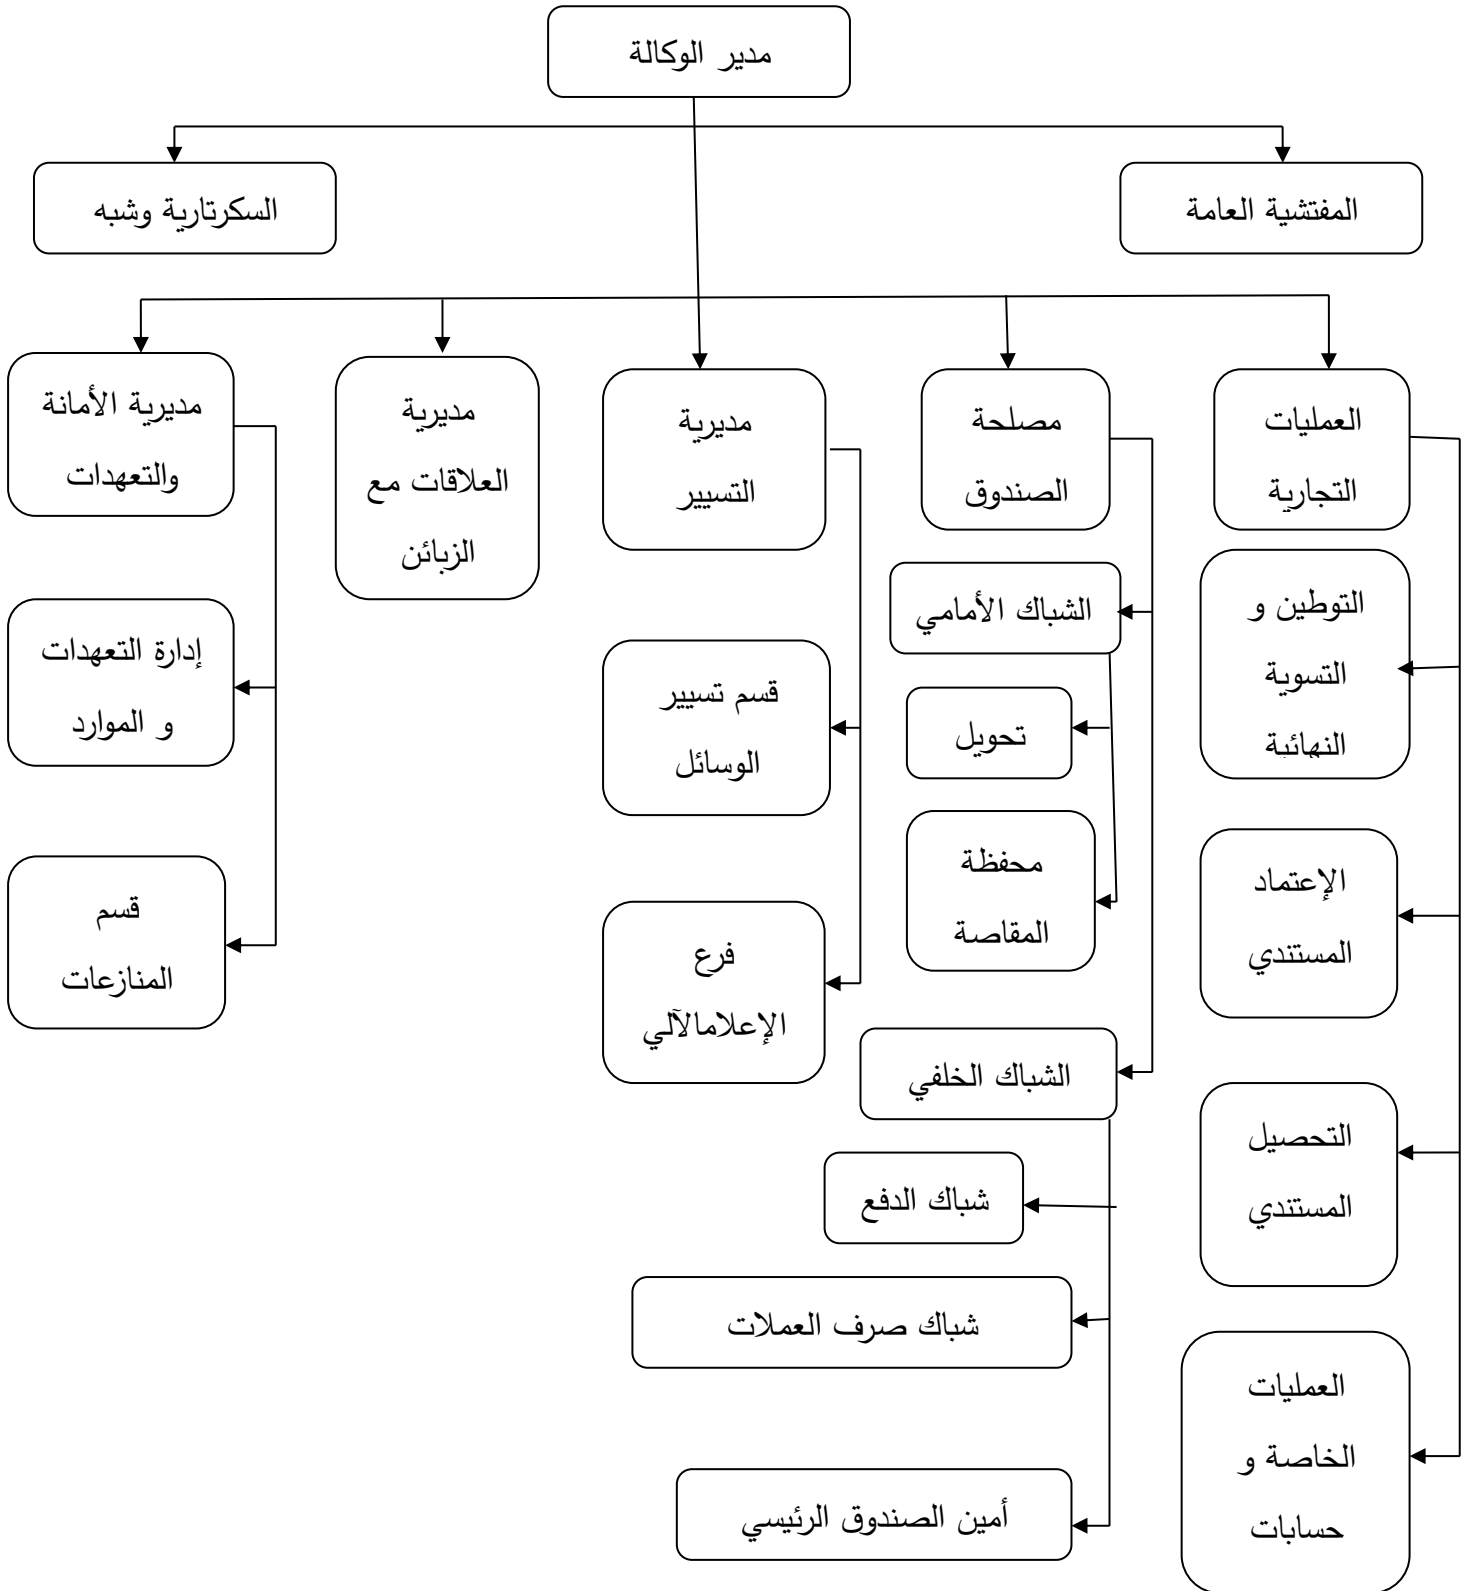 مدير الوكالة
المفتشية العامة
السكرتارية وشبه
العمليات
التجارية
مصلحة
الصندوق
مديرية
التسيير
مديرية
العلاقات مع
الزبائن
مديرية الأمانة
والتعهدات
التوطين و
التسوية
النهائية
الإعتماد
المستندي
التحصيل
المستندي
العمليات
الخاصة و
حسابات
الشباك الأمامي
تحويل
محفظة
المقاصة
الشباك الخلفي
شباك الدفع
شباك صرف العملات
أمين الصندوق الرئيسي
قسم تسيير
الوسائل
فرع
الإعلامالآلي
إدارة التعهدات
و الموارد
قسم
المنازعات